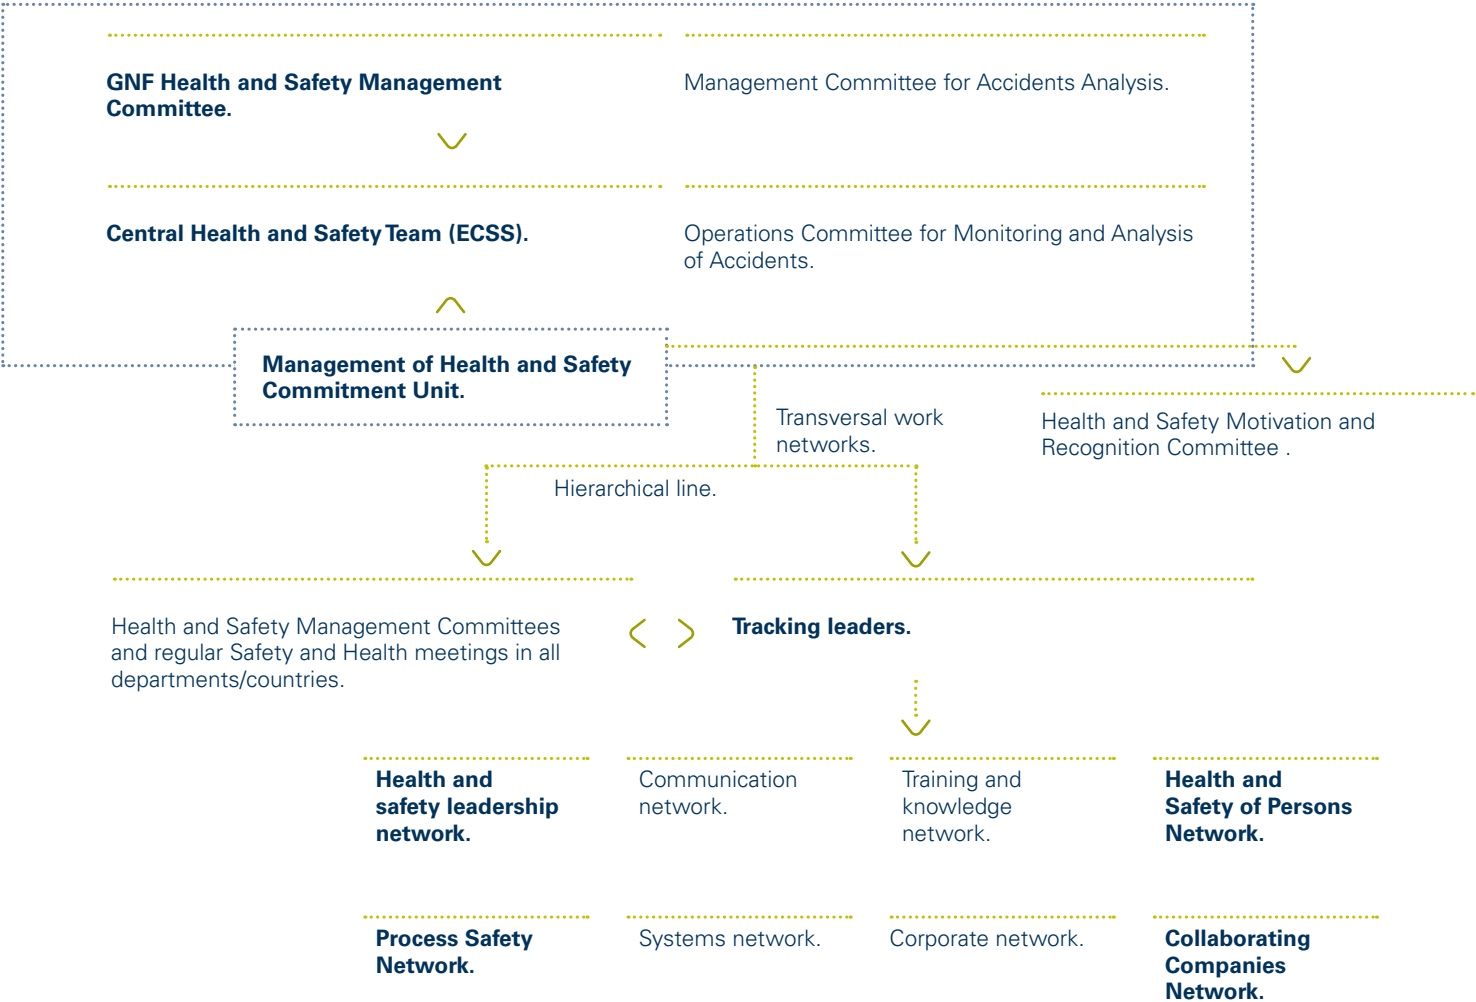 GNF Health and Safety Management
Committee.
Management Committee for Accidents Analysis.
Central Health and Safety Team (ECSS).
Operations Committee for Monitoring and Analysis
of Accidents.
Management of Health and Safety
Commitment Unit.
Transversal work
networks.
Health and Safety Motivation and
Recognition Committee .
Hierarchical line.
Health and Safety Management Committees
and regular Safety and Health meetings in all
departments/countries.
Tracking leaders.
Health and
safety leadership
network.
Communication
network.
Training and
knowledge
network.
Health and
Safety of Persons
Network.
Process Safety
Network.
Systems network.
Corporate network.
Collaborating
Companies
Network.